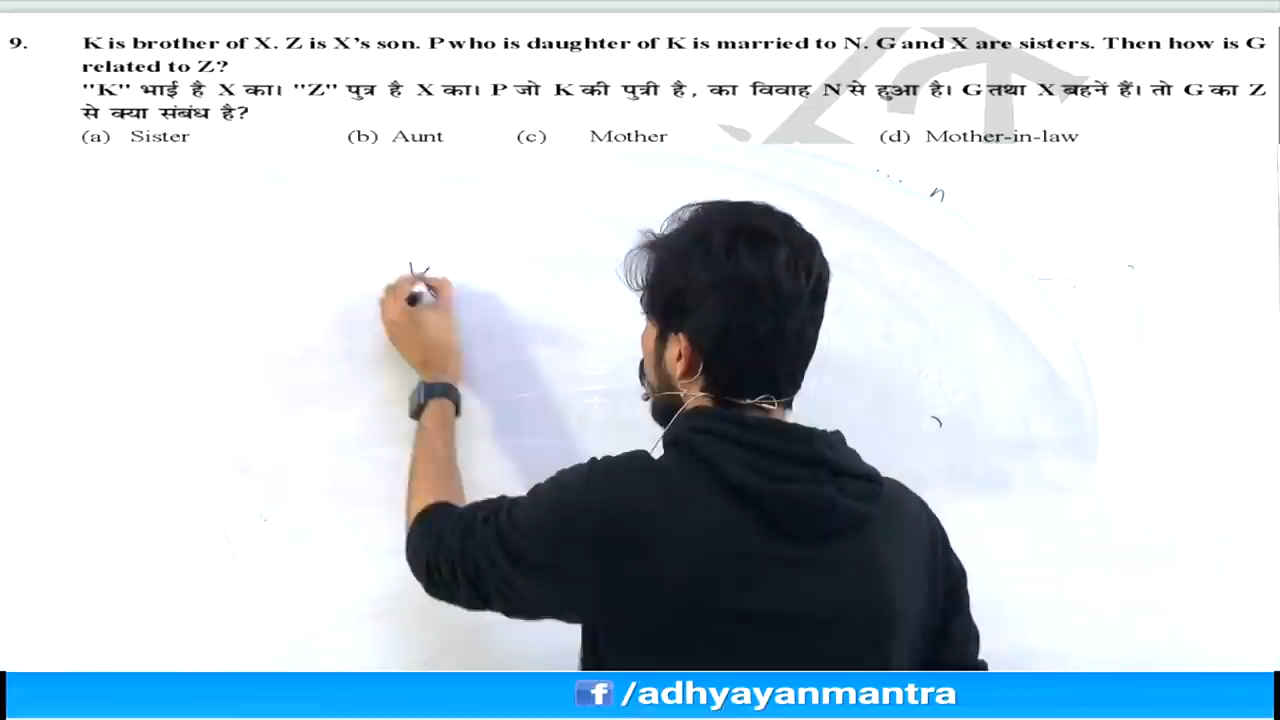 9. K is brother of X. Z is X's son. P who is daughter of K is married to N. G and X are sisters. Then how is G
related to Z?
"K" भाई है X का। "Z" पुत्र है X का। P जो K की पुत्री है, का विवाह N से हुआ है। G तथा X बहनें हैं। तो G का Z
से क्या संबंध है?
(a) Sister (b) Aunt (c) Mother (d) Mother-in-law
f /adhyayanmantra